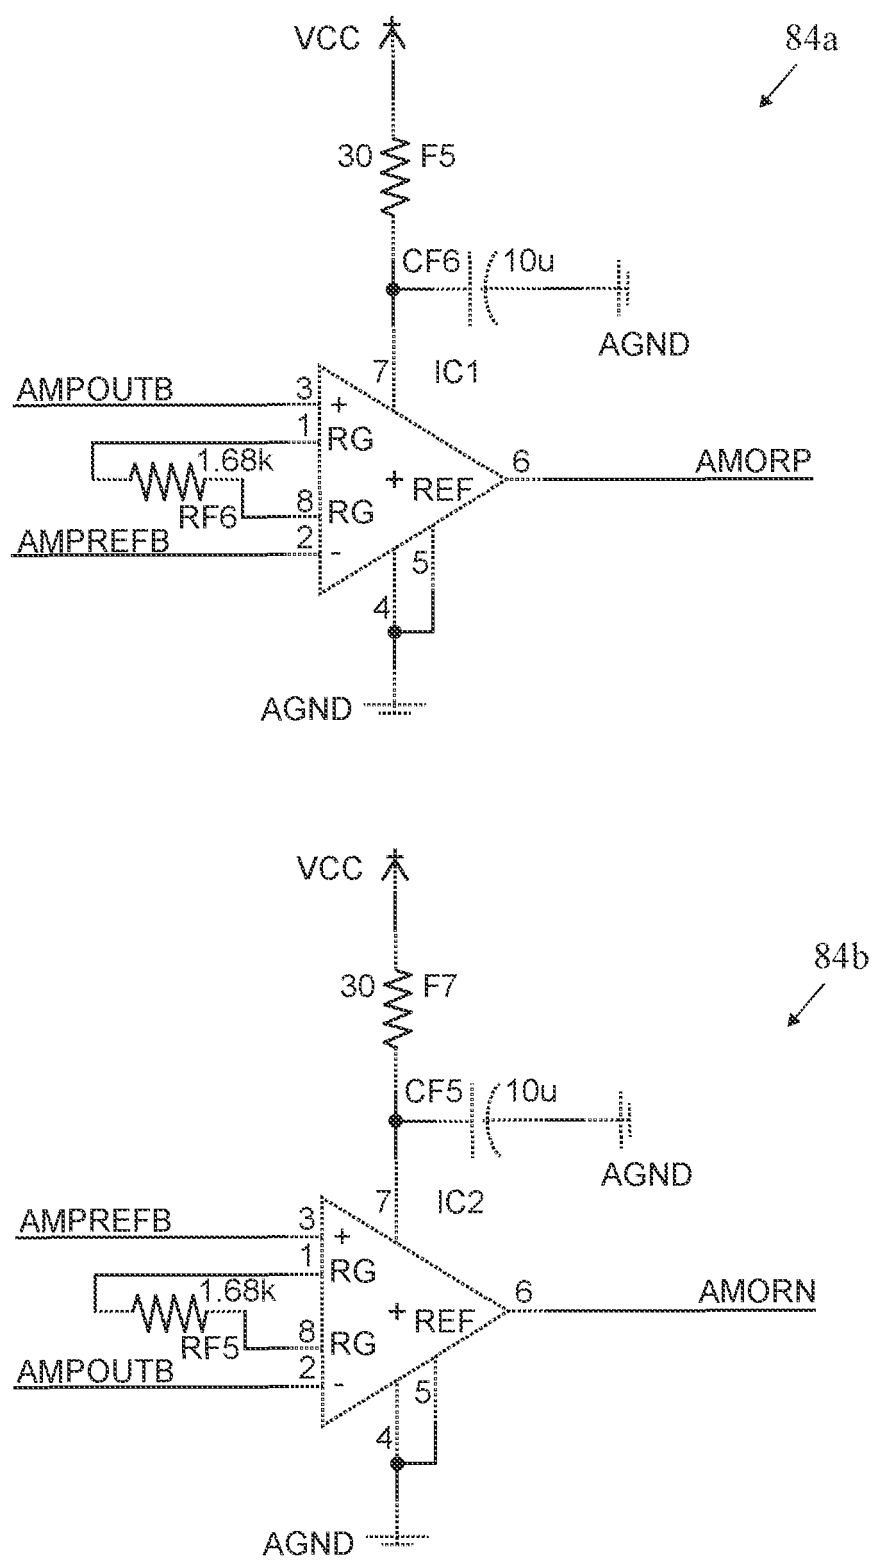 VCC
84a
30 F5
CF6 10u
AGND
7 IC1
AMPOUTB 3 +
1 RG
1.68k
6 AMORP
+ REF
RF6 8 RG
AMPREFB 2 -
5
4
AGND
VCC
84b
30 F7
CF5 10u
AGND
7 IC2
AMPREFB 3 +
1 RG
1.68k
6 AMORN
+ REF
RF5 8 RG
AMPOUTB 2 -
5
4
AGND